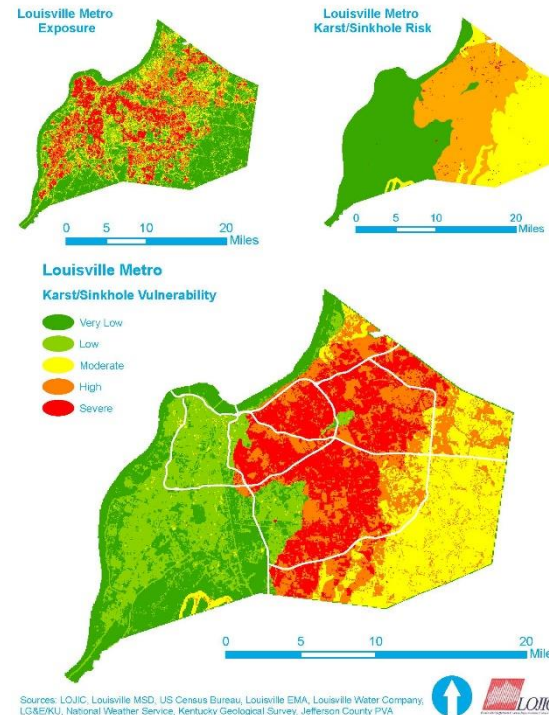 Louisville Metro
Exposure
Louisville Metro
Karst/Sinkhole Risk
0 5 10 20
Miles
0 5 10 20
Miles
Louisville Metro
Karst/Sinkhole Vulnerability
Very Low
Low
Moderate
High
Severe
0 5 10 20
Mile
Sources: LOJIC, Louisville MSD, US Census Bureau, Louisville EMA, Louisville Water Company,
LG&E/KU, National Weather Service, Kentucky Geological Survey, Jefferson County PVA
LOJIC